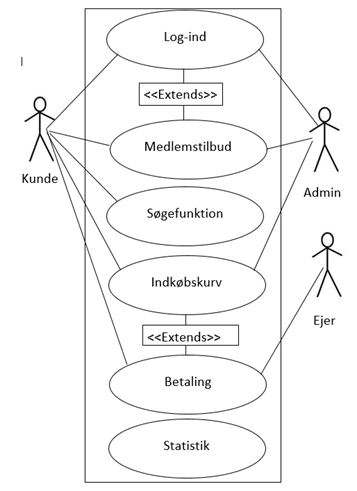 Log-ind
<<Extends>>
Medlemstilbud
Kunde
Admin
Søgefunktion
Indkøbskurv
Ejer
<<Extends>>
Betaling
Statistik